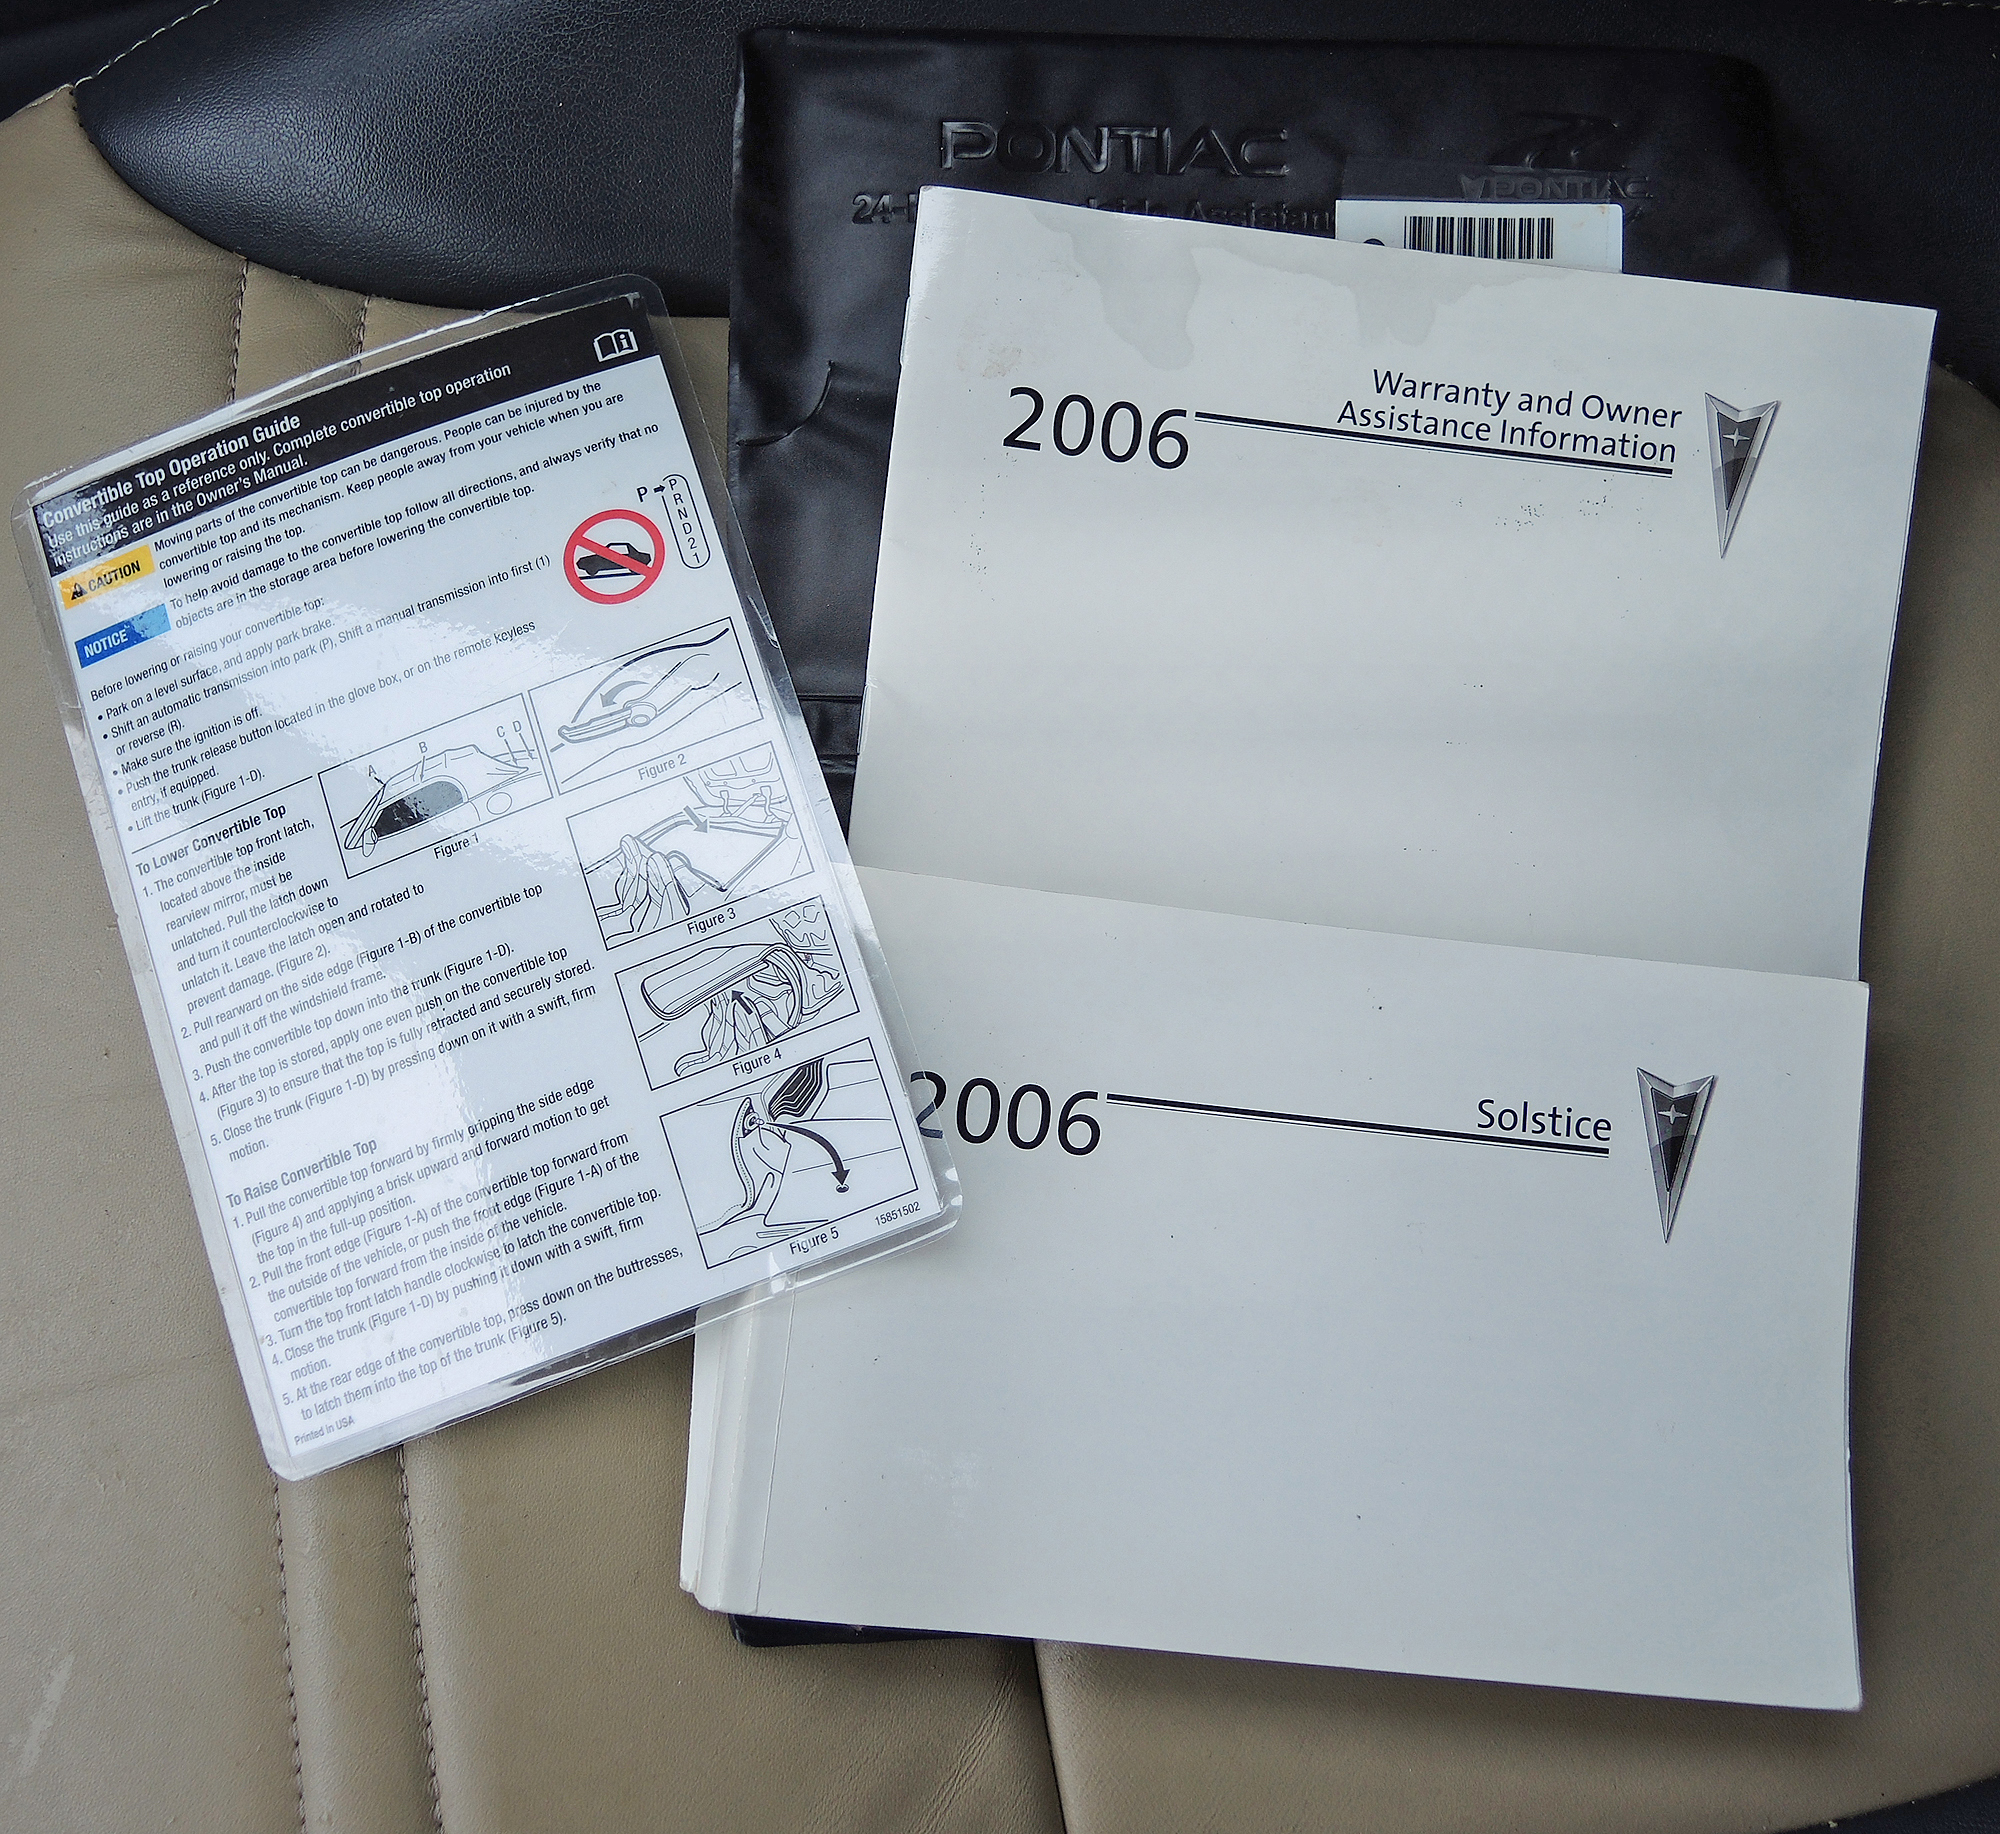 PONTIAC
PONTIAC
24-
Assistan
2006
Warranty and Owner
Assistance Information
2006
Solstice
Convertible Top Operation Guide
Use this guide as a reference only. Complete convertible top operation
instructions are in the Owner's Manual.
CAUTION
Moving parts of the convertible top can be dangerous. People can be injured by the
convertible top and its mechanism. Keep people away from your vehicle when you are
lowering or raising the top.
NOTICE
To help avoid damage to the convertible top follow all directions, and always verify that no
objects are in the storage area before lowering the convertible top.
P
P
R
N
D
2
1
Before lowering or raising your convertible top:
• Park on a level surface, and apply park brake.
• Shift an automatic transmission into park (P), Shift a manual transmission into first (1)
or reverse (R).
• Make sure the ignition is off.
• Push the trunk release button located in the glove box, or on the remote keyless
entry, if equipped.
• Lift the trunk (Figure 1-D).
A
B
C D
Figure 1
Figure 2
Figure 3
Figure 4
Figure 5
To Lower Convertible Top
1. The convertible top front latch,
located above the inside
rearview mirror, must be
unlatched. Pull the latch down
and turn it counterclockwise to
unlatch it. Leave the latch open and rotated to
prevent damage. (Figure 2).
2. Pull rearward on the side edge (Figure 1-B) of the convertible top
and pull it off the windshield frame.
3. Push the convertible top down into the trunk (Figure 1-D).
4. After the top is stored, apply one even push on the convertible top
(Figure 3) to ensure that the top is fully retracted and securely stored.
5. Close the trunk (Figure 1-D) by pressing down on it with a swift, firm
motion.
To Raise Convertible Top
1. Pull the convertible top forward by firmly gripping the side edge
(Figure 4) and applying a brisk upward and forward motion to get
the top in the full-up position.
2. Pull the front edge (Figure 1-A) of the convertible top forward from
the outside of the vehicle, or push the front edge (Figure 1-A) of the
convertible top forward from the inside of the vehicle.
3. Turn the top front latch handle clockwise to latch the convertible top.
4. Close the trunk (Figure 1-D) by pushing it down with a swift, firm
motion.
5. At the rear edge of the convertible top, press down on the buttresses,
to latch them into the top of the trunk (Figure 5).
Printed in USA
15851502